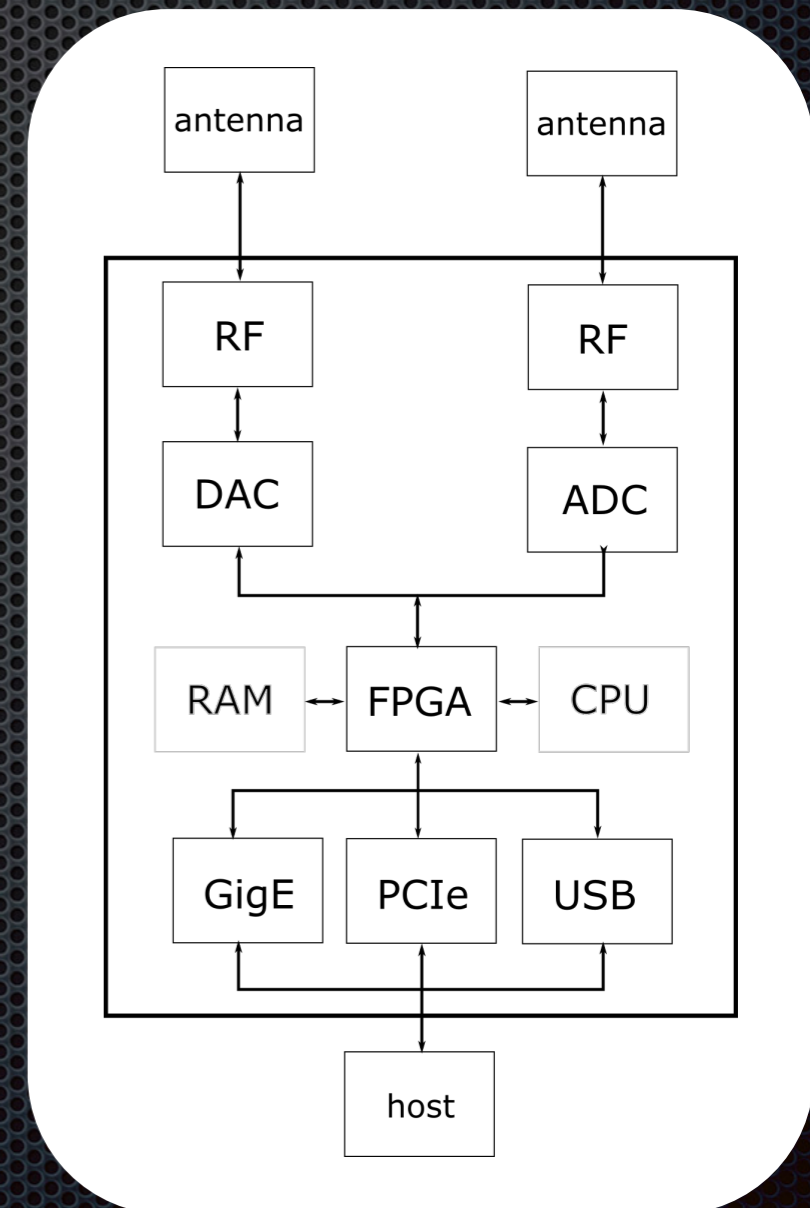 antenna
antenna
RF
RF
DAC
ADC
RAM
FPGA
CPU
GigE
PCIe
USB
host